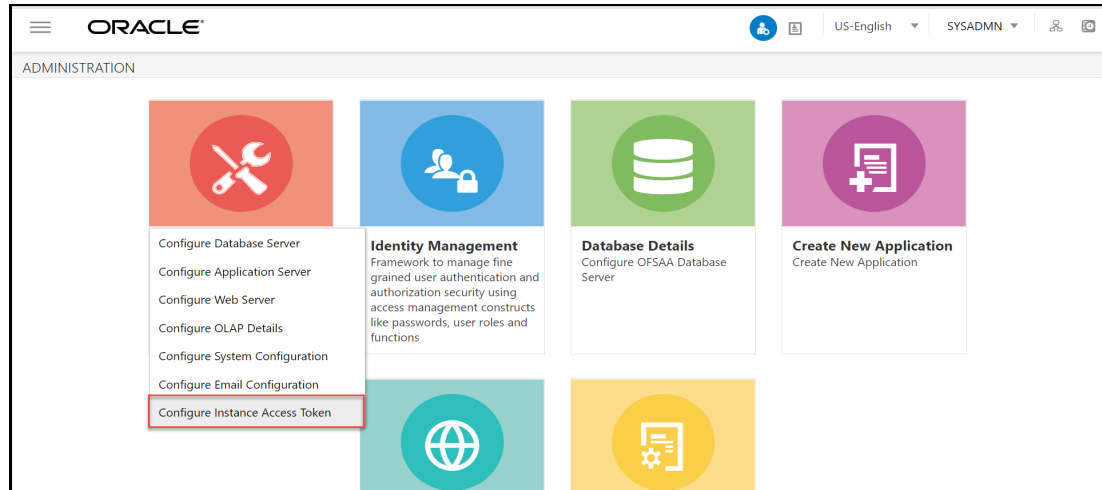 ORACLE
US-English
SYSADMN
ADMINISTRATION
Configure Database Server
Configure Application Server
Configure Web Server
Configure OLAP Details
Configure System Configuration
Configure Email Configuration
Configure Instance Access Token
Identity Management
Framework to manage fine
grained user authentication and
authorization security using
access management constructs
like passwords, user roles and
functions
Database Details
Configure OFSAA Database
Server
Create New Application
Create New Application